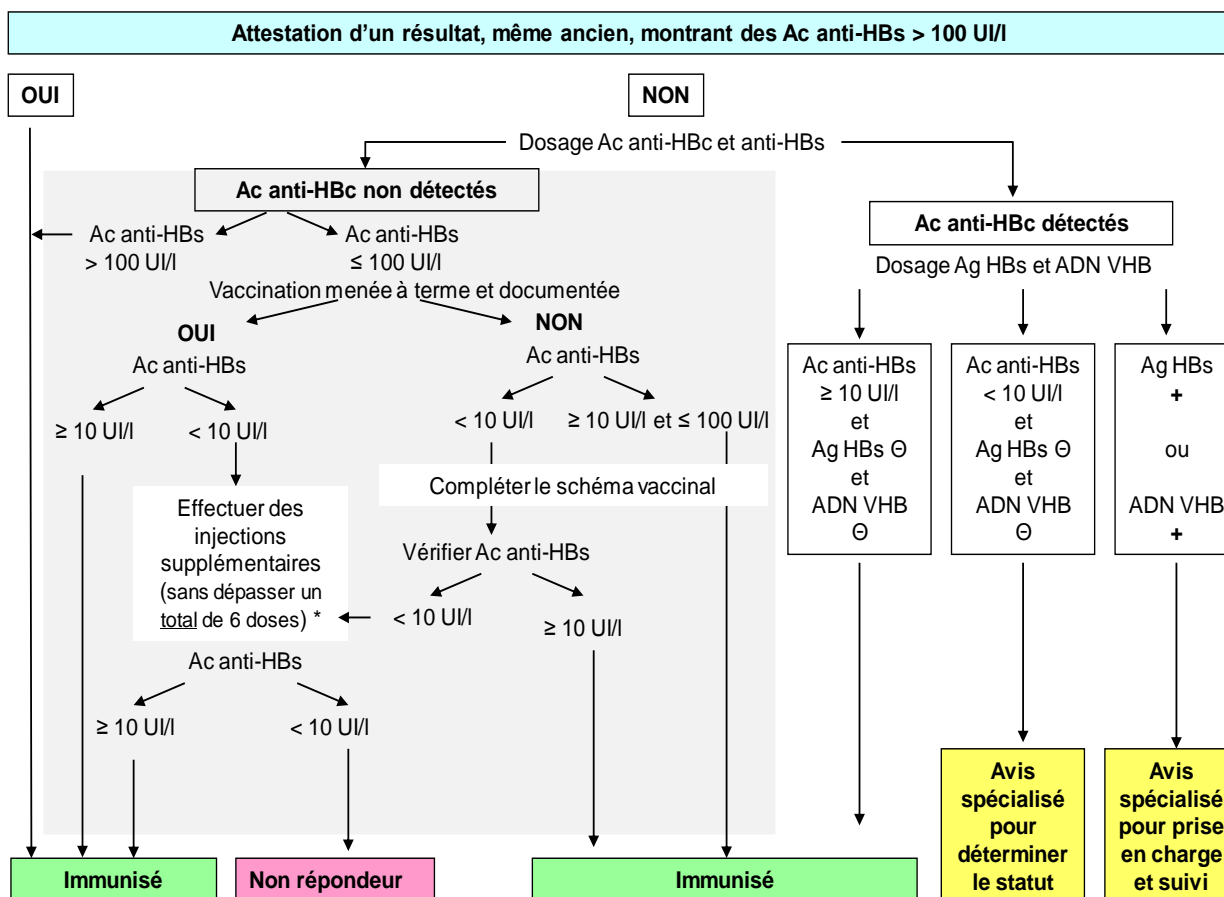 Attestation d'un résultat, même ancien, montrant des Ac anti-HBs > 100 UI/l
OUI
NON
Dosage Ac anti-HBc et anti-HBs
Ac anti-HBc non détectés
Ac anti-HBs
> 100 UI/l
Ac anti-HBs
≤ 100 UI/l
Vaccination menée à terme et documentée
OUI
Ac anti-HBs
≥ 10 UI/l
< 10 UI/l
NON
Ac anti-HBs
< 10 UI/l
≥ 10 UI/l et ≤ 100 UI/l
Effectuer des
injections
supplémentaires
(sans dépasser un
total de 6 doses) *
Compléter le schéma vaccinal
Vérifier Ac anti-HBs
< 10 UI/l
≥ 10 UI/l
Ac anti-HBs
≥ 10 UI/l
< 10 UI/l
Ac anti-HBc détectés
Dosage Ag HBs et ADN VHB
Ac anti-HBs
≥ 10 UI/l
et
Ag HBs Θ
et
ADN VHB
Θ
Ac anti-HBs
< 10 UI/l
et
Ag HBs Θ
et
ADN VHB
Θ
Ag HBs
+
ou
ADN VHB
+
Immunisé
Non répondeur
Immunisé
Avis
spécialisé
pour
déterminer
le statut
Avis
spécialisé
pour prise
en charge
et suivi